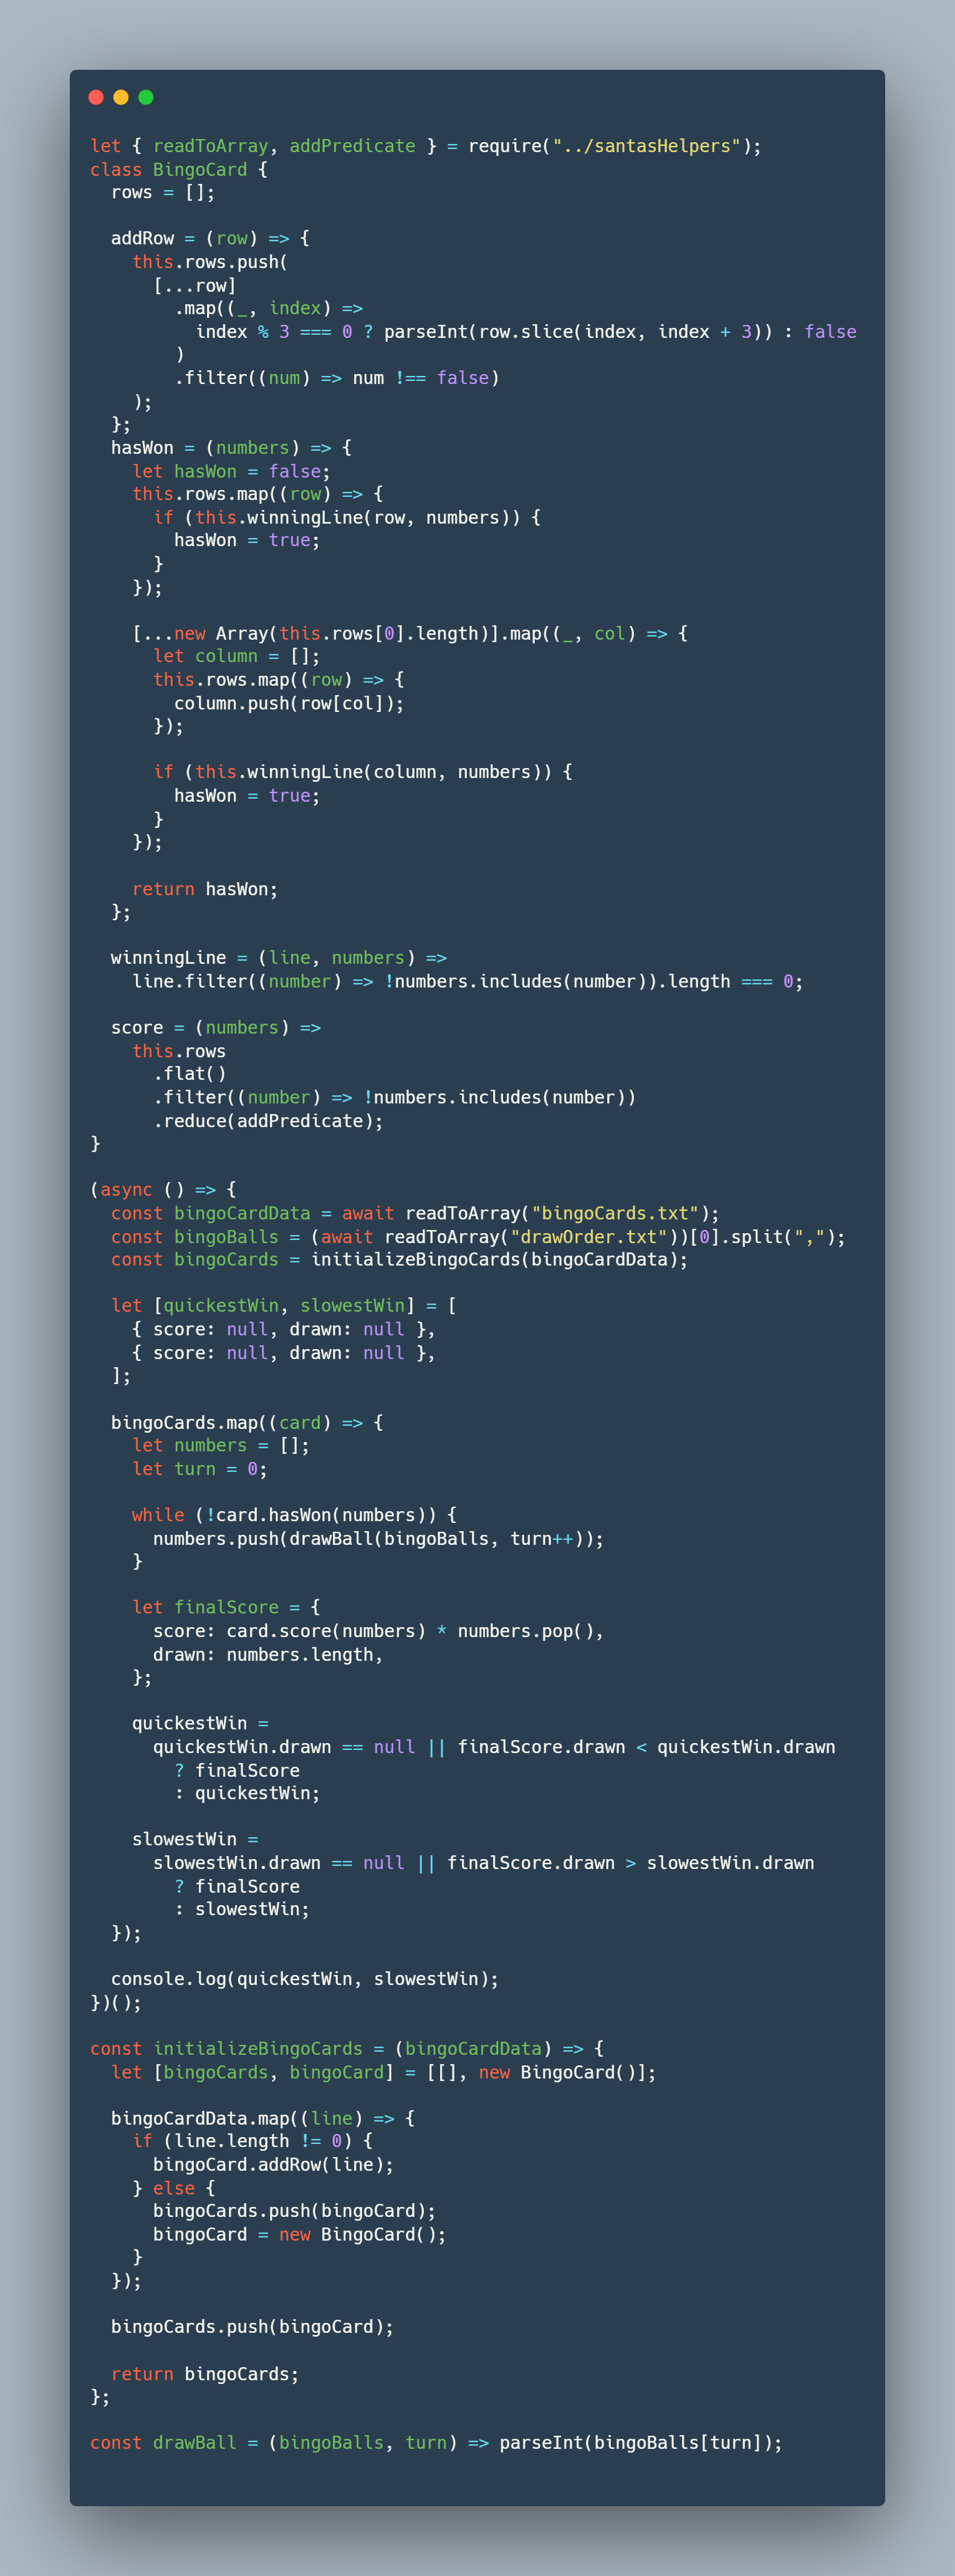 let { readToArray, addPredicate } = require("../santasHelpers");
class BingoCard {
  rows = [];

  addRow = (row) => {
    this.rows.push(
      [...row]
        .map((_, index) =>
          index % 3 === 0 ? parseInt(row.slice(index, index + 3)) : false
        )
        .filter((num) => num !== false)
    );
  };
  hasWon = (numbers) => {
    let hasWon = false;
    this.rows.map((row) => {
      if (this.winningLine(row, numbers)) {
        hasWon = true;
      }
    });

    [...new Array(this.rows[0].length)].map((_, col) => {
      let column = [];
      this.rows.map((row) => {
        column.push(row[col]);
      });

      if (this.winningLine(column, numbers)) {
        hasWon = true;
      }
    });

    return hasWon;
  };

  winningLine = (line, numbers) =>
    line.filter((number) => !numbers.includes(number)).length === 0;

  score = (numbers) =>
    this.rows
      .flat()
      .filter((number) => !numbers.includes(number))
      .reduce(addPredicate);
}

(async () => {
  const bingoCardData = await readToArray("bingoCards.txt");
  const bingoBalls = (await readToArray("drawOrder.txt"))[0].split(",");
  const bingoCards = initializeBingoCards(bingoCardData);

  let [quickestWin, slowestWin] = [
    { score: null, drawn: null },
    { score: null, drawn: null },
  ];

  bingoCards.map((card) => {
    let numbers = [];
    let turn = 0;

    while (!card.hasWon(numbers)) {
      numbers.push(drawBall(bingoBalls, turn++));
    }

    let finalScore = {
      score: card.score(numbers) * numbers.pop(),
      drawn: numbers.length,
    };

    quickestWin =
      quickestWin.drawn == null || finalScore.drawn < quickestWin.drawn
        ? finalScore
        : quickestWin;

    slowestWin =
      slowestWin.drawn == null || finalScore.drawn > slowestWin.drawn
        ? finalScore
        : slowestWin;
  });

  console.log(quickestWin, slowestWin);
})();

const initializeBingoCards = (bingoCardData) => {
  let [bingoCards, bingoCard] = [[], new BingoCard()];

  bingoCardData.map((line) => {
    if (line.length != 0) {
      bingoCard.addRow(line);
    } else {
      bingoCards.push(bingoCard);
      bingoCard = new BingoCard();
    }
  });

  bingoCards.push(bingoCard);

  return bingoCards;
};

const drawBall = (bingoBalls, turn) => parseInt(bingoBalls[turn]);